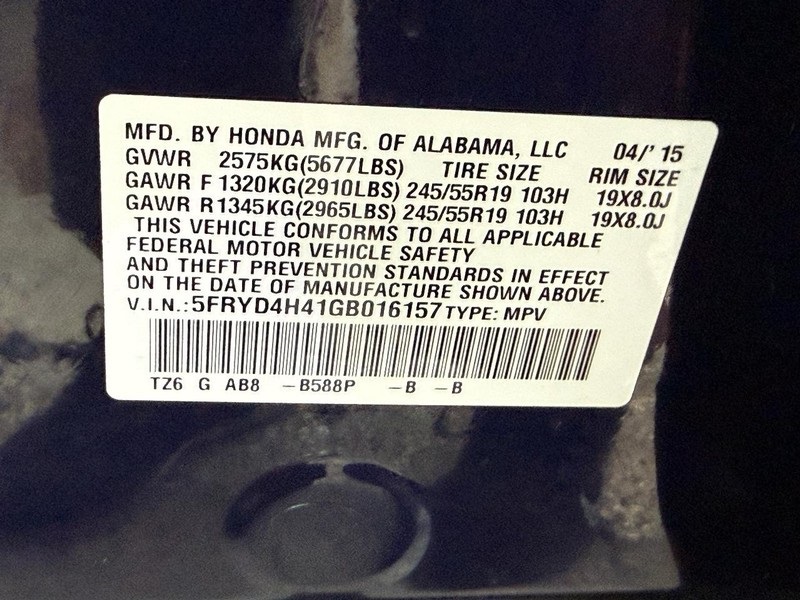 MFD. BY HONDA MFG. OF ALABAMA, LLC 04/' 15
GVWR 2575KG(5677LBS) TIRE SIZE RIM SIZE
GAWR F 1320KG(2910LBS) 245/55R19 103H 19X8.0J
GAWR R1345KG(2965LBS) 245/55R19 103H 19X8.0J
THIS VEHICLE CONFORMS TO ALL APPLICABLE
FEDERAL MOTOR VEHICLE SAFETY
AND THEFT PREVENTION STANDARDS IN EFFECT
ON THE DATE OF MANUFACTURE SHOWN ABOVE.
V.I.N.:5FRYD4H41GB016157 TYPE: MPV
TZ6 G AB8 -B588P -B -B